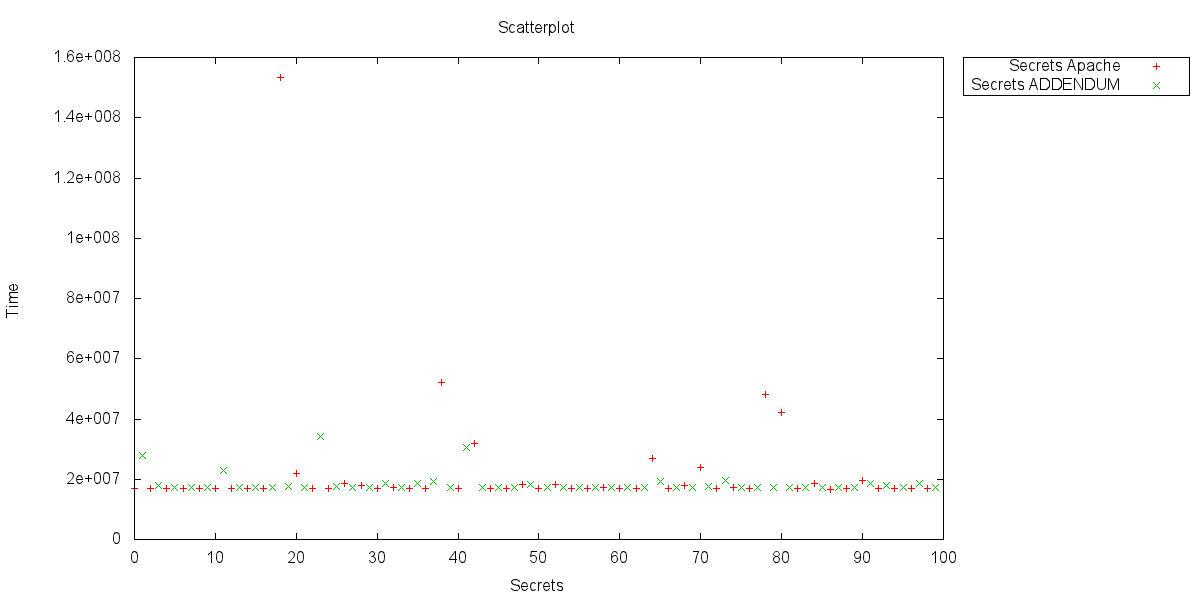 Scatterplot
1.6e+008
1.4e+008
1.2e+008
1e+008
8e+007
6e+007
4e+007
2e+007
0
0 10 20 30 40 50 60 70 80 90 100
Time
Secrets
Secrets Apache
Secrets ADDENDUM